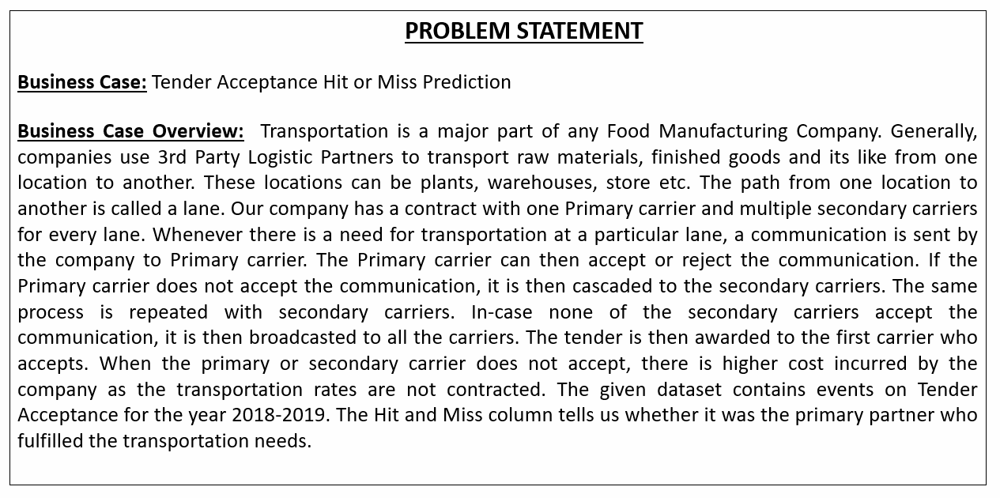 PROBLEM STATEMENT
Business Case: Tender Acceptance Hit or Miss Prediction
Business Case Overview: Transportation is a major part of any Food Manufacturing Company. Generally,
companies use 3rd Party Logistic Partners to transport raw materials, finished goods and its like from one
location to another. These locations can be plants, warehouses, store etc. The path from one location to
another is called a lane. Our company has a contract with one Primary carrier and multiple secondary carriers
for every lane. Whenever there is a need for transportation at a particular lane, a communication is sent by
the company to Primary carrier. The Primary carrier can then accept or reject the communication. If the
Primary carrier does not accept the communication, it is then cascaded to the secondary carriers. The same
process is repeated with secondary carriers. In-case none of the secondary carriers accept the
communication, it is then broadcasted to all the carriers. The tender is then awarded to the first carrier who
accepts. When the primary or secondary carrier does not accept, there is higher cost incurred by the
company as the transportation rates are not contracted. The given dataset contains events on Tender
Acceptance for the year 2018-2019. The Hit and Miss column tells us whether it was the primary partner who
fulfilled the transportation needs.